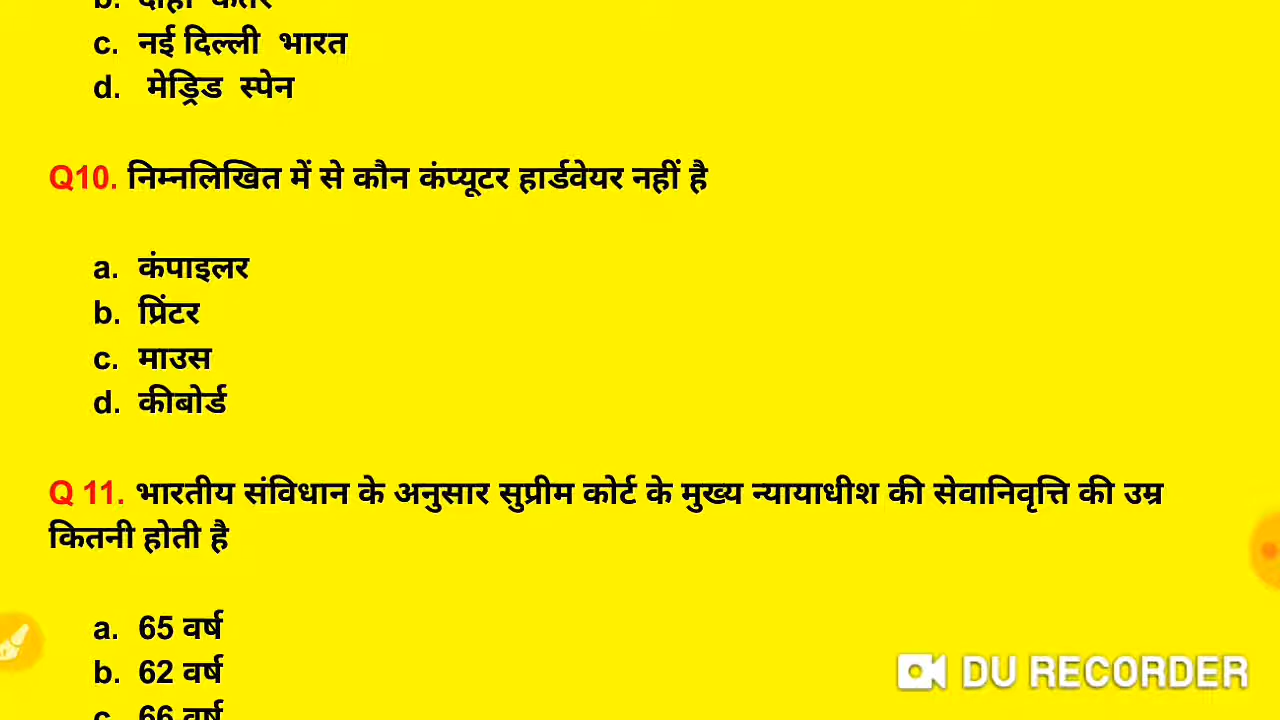 b. दोहा कतर
c. नई दिल्ली भारत
d. मेड्रिड स्पेन
Q10. निम्नलिखित में से कौन कंप्यूटर हार्डवेयर नहीं है
a. कंपाइलर
b. प्रिंटर
c. माउस
d. कीबोर्ड
Q 11. भारतीय संविधान के अनुसार सुप्रीम कोर्ट के मुख्य न्यायाधीश की सेवानिवृत्ति की उम्र
कितनी होती है
a. 65 वर्ष
b. 62 वर्ष
c. 66 वर्ष
DU RECORDER